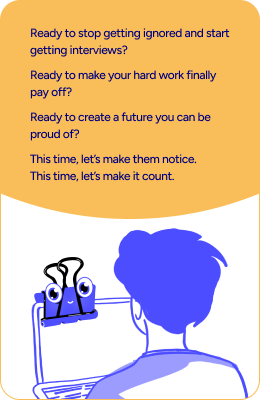 Ready to stop getting ignored and start
getting interviews?
Ready to make your hard work finally
pay off?
Ready to create a future you can be
proud of?
This time, let's make them notice.
This time, let's make it count.